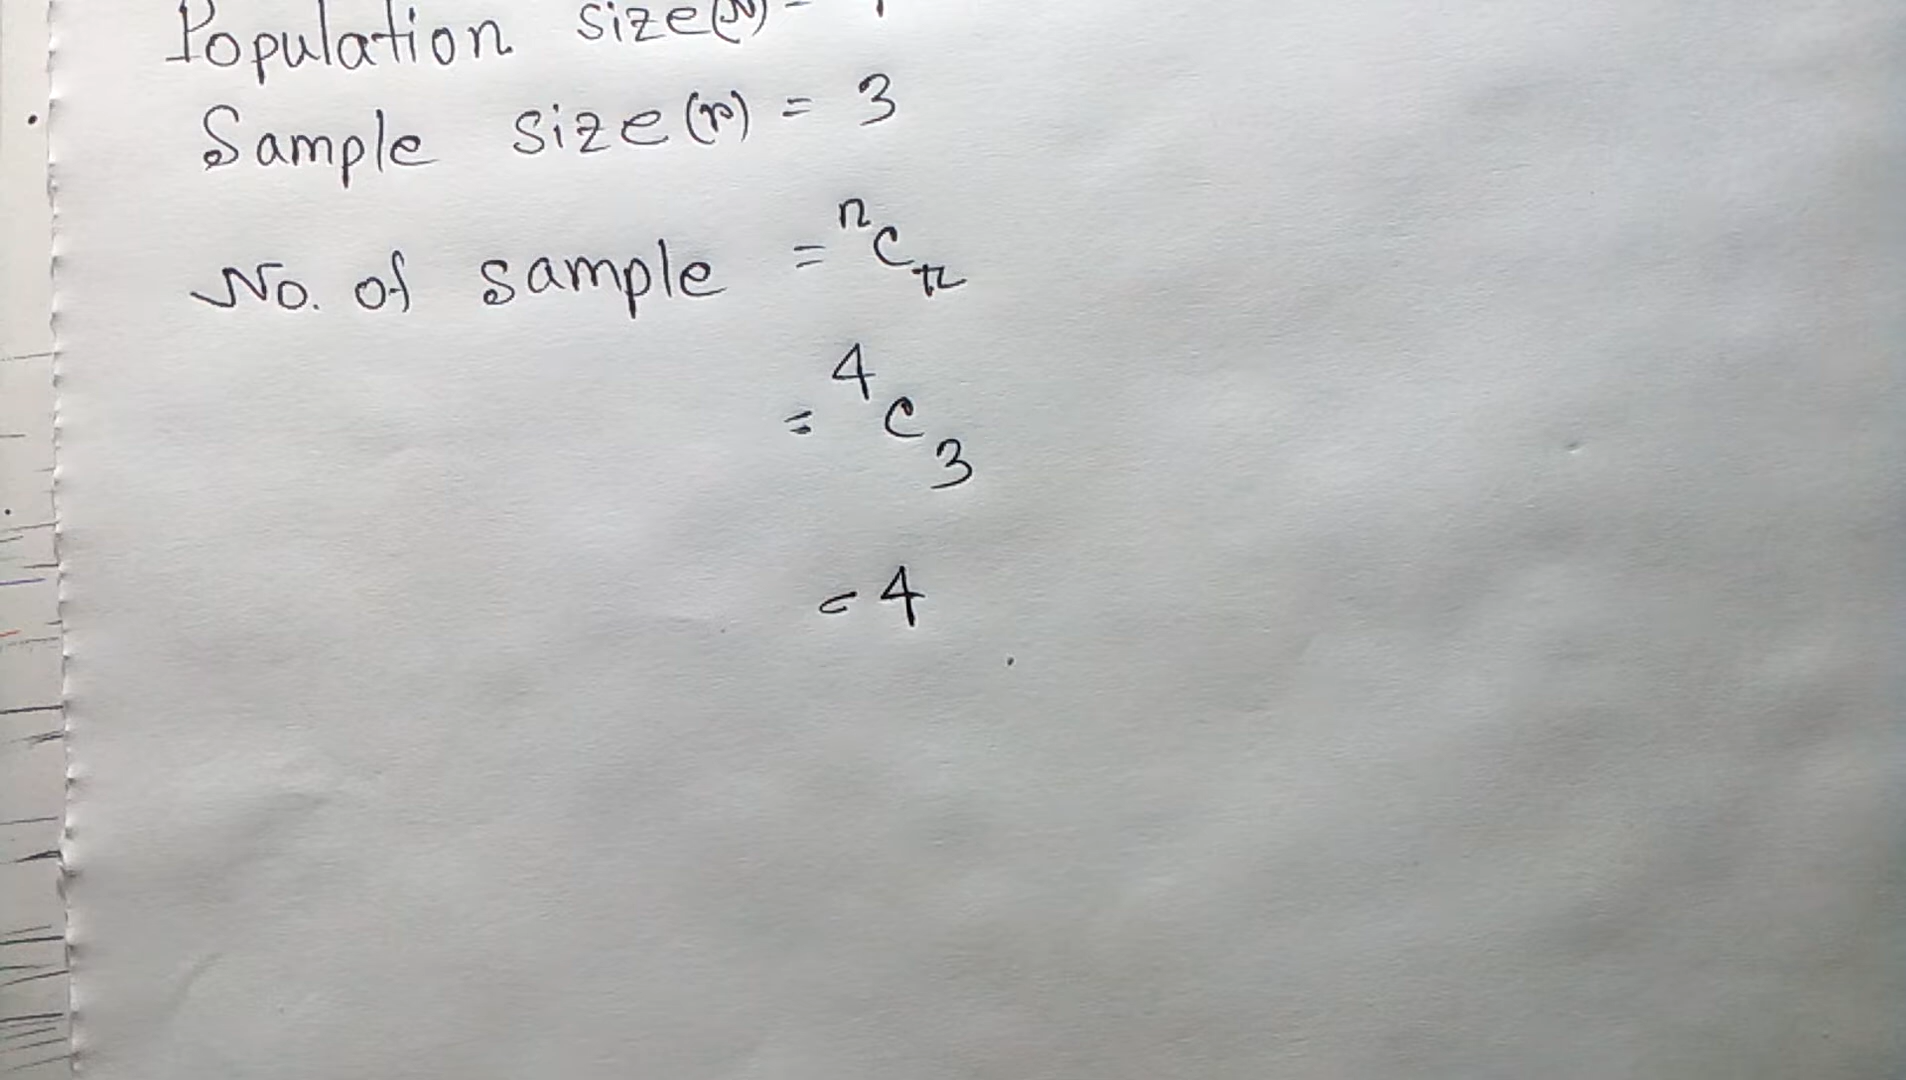 Population size(N) =
Sample size (n) = 3
No. of sample = ⁿCᵣ
= ⁴C₃
= 4